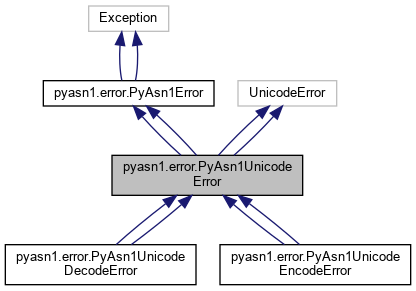 Exception
pyasn1.error.PyAsn1Error
UnicodeError
pyasn1.error.PyAsn1Unicode
Error
pyasn1.error.PyAsn1Unicode
DecodeError
pyasn1.error.PyAsn1Unicode
EncodeError